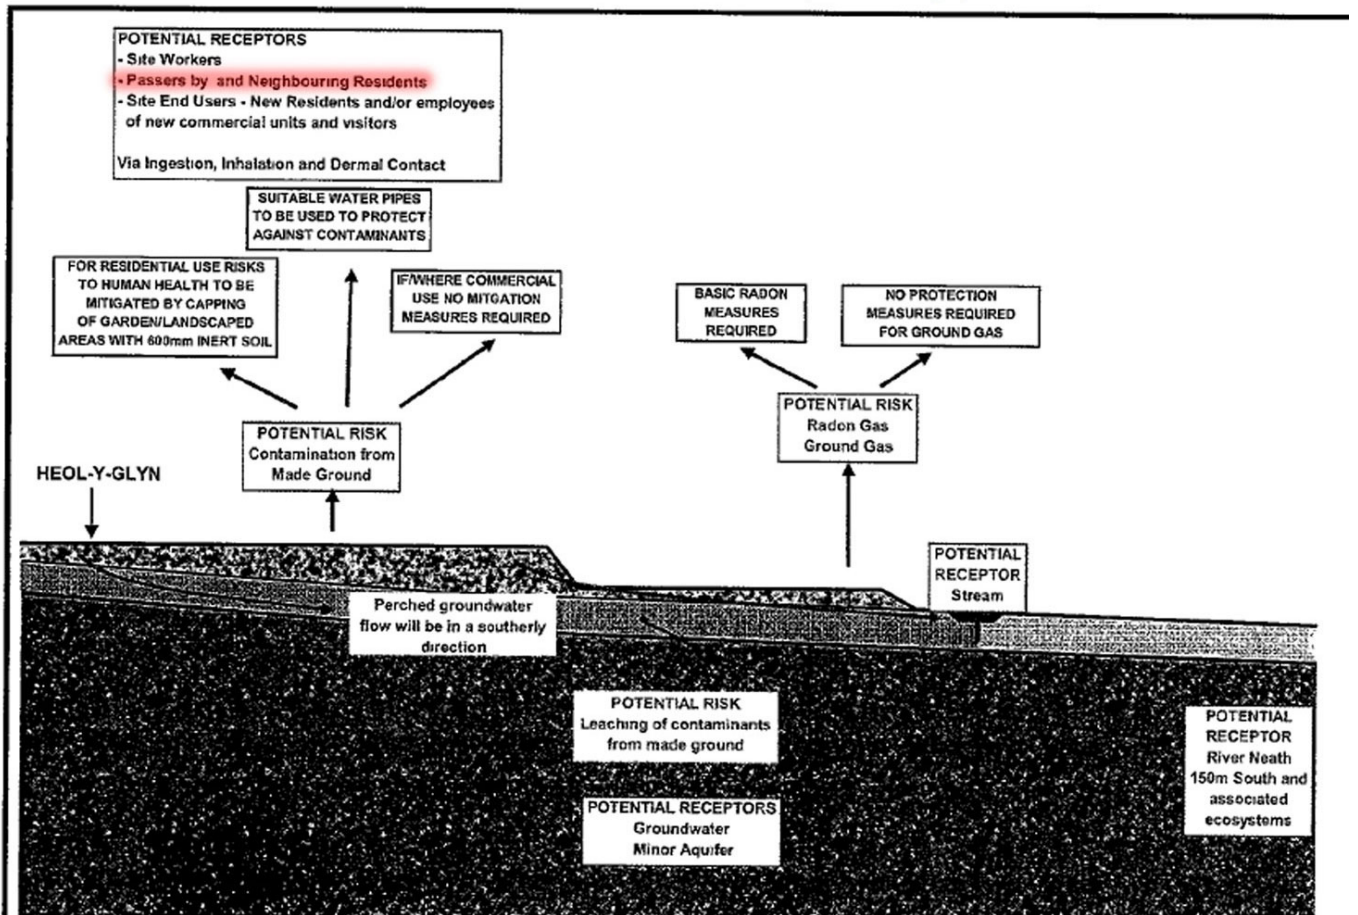 POTENTIAL RECEPTORS
- Site Workers
- Passers by and Neighbouring Residents
- Site End Users - New Residents and/or employees
of new commercial units and visitors
Via Ingestion, Inhalation and Dermal Contact
SUITABLE WATER PIPES
TO BE USED TO PROTECT
AGAINST CONTAMINANTS
FOR RESIDENTIAL USE RISKS
TO HUMAN HEALTH TO BE
MITIGATED BY CAPPING
OF GARDEN/LANDSCAPED
AREAS WITH 600mm INERT SOIL
IF/WHERE COMMERCIAL
USE NO MITGATION
MEASURES REQUIRED
BASIC RADON
MEASURES
REQUIRED
NO PROTECTION
MEASURES REQUIRED
FOR GROUND GAS
POTENTIAL RISK
Contamination from
Made Ground
POTENTIAL RISK
Radon Gas
Ground Gas
HEOL-Y-GLYN
POTENTIAL
RECEPTOR
Stream
Perched groundwater
flow will be in a southerly
direction
POTENTIAL RISK
Leaching of contaminants
from made ground
POTENTIAL RECEPTORS
Groundwater
Minor Aquifer
POTENTIAL
RECEPTOR
River Neath
150m South and
associated
ecosystems